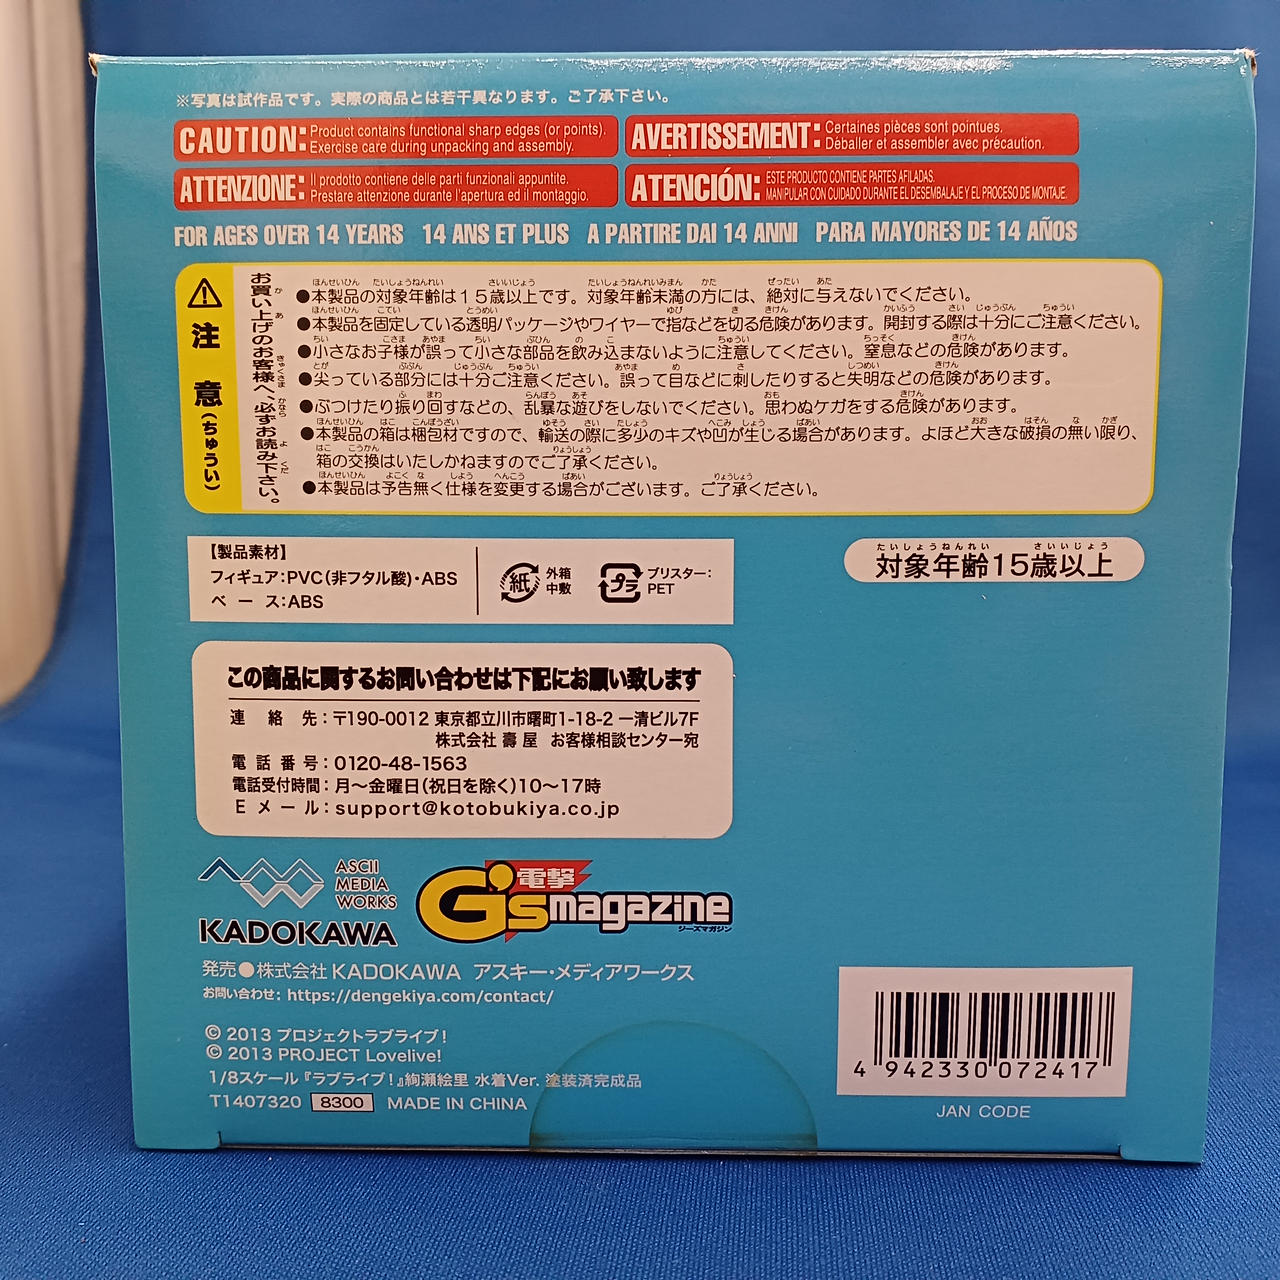 ※写真は試作品です。実際の商品とは若干異なります。ご了承下さい。
CAUTION: Product contains functional sharp edges (or points). Exercise care during unpacking and assembly.
AVERTISSEMENT: Certaines pièces sont pointues. Déballer et assembler avec précaution.
ATTENZIONE: Il prodotto contiene delle parti funzionali appuntite. Prestare attenzione durante l'apertura ed il montaggio.
ATENCIÓN: ESTE PRODUCTO CONTIENE PARTES AFILADAS. MANIPULAR CON CUIDADO DURANTE EL DESEMBALAJE Y EL PROCESO DE MONTAJE.
FOR AGES OVER 14 YEARS 14 ANS ET PLUS A PARTIRE DAI 14 ANNI PARA MAYORES DE 14 AÑOS
注意(ちゅうい)
お買い上げのお客様へ、必ずお読み下さい。
●本製品の対象年齢は15歳以上です。対象年齢未満の方には、絶対に与えないでください。
●本製品を固定している透明パッケージやワイヤーで指などを切る危険があります。開封する際は十分にご注意ください。
●小さなお子様が誤って小さな部品を飲み込まないように注意してください。窒息などの危険があります。
●尖っている部分には十分ご注意ください。誤って目などに刺したりすると失明などの危険があります。
●ぶつけたり振り回すなどの、乱暴な遊びをしないでください。思わぬケガをする危険があります。
●本製品の箱は梱包材ですので、輸送の際に多少のキズや凹が生じる場合があります。よほど大きな破損の無い限り、
箱の交換はいたしかねますのでご了承ください。
●本製品は予告無く仕様を変更する場合がございます。ご了承ください。
【製品素材】
フィギュア:PVC(非フタル酸)・ABS
ベース:ABS
紙 外箱 中敷
プラ ブリスター: PET
たいしょうねんれい さいいじょう
対象年齢15歳以上
この商品に関するお問い合わせは下記にお願い致します
連絡先:〒190-0012 東京都立川市曙町1-18-2 一清ビル7F
株式会社 壽屋 お客様相談センター宛
電話番号:0120-48-1563
電話受付時間:月〜金曜日(祝日を除く)10〜17時
Eメール:support@kotobukiya.co.jp
ASCII
MEDIA
WORKS
KADOKAWA
電撃
G'smagazine
ジーズマガジン
発売●株式会社KADOKAWA アスキー・メディアワークス
お問い合わせ: https://dengekiya.com/contact/
© 2013 プロジェクトラブライブ!
© 2013 PROJECT Lovelive!
1/8スケール『ラブライブ!』絢瀬絵里 水着Ver. 塗装済完成品
T1407320 8300 MADE IN CHINA
4 942330 072417
JAN CODE